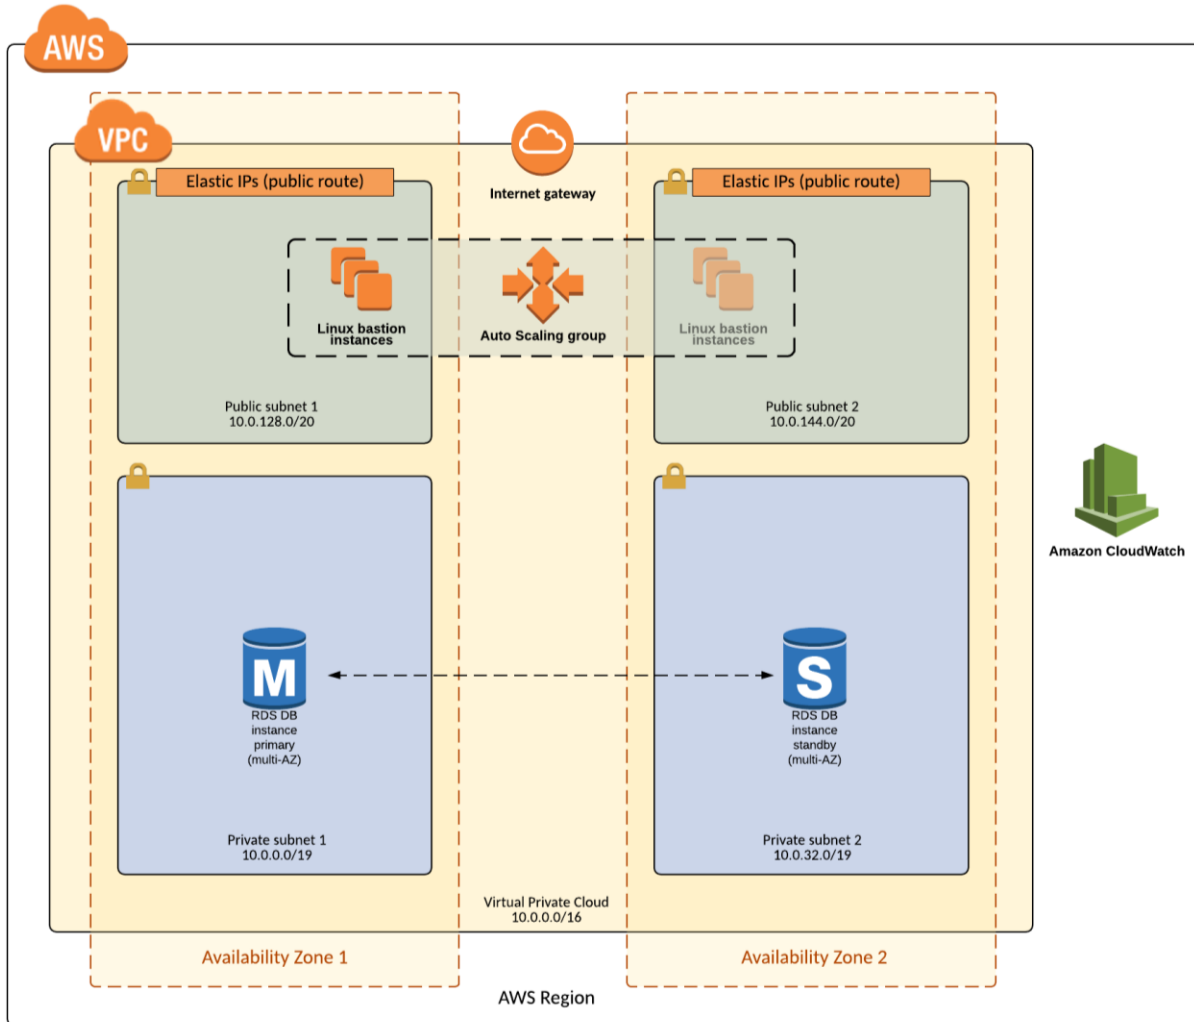 AWS
VPC
Elastic IPs (public route)
Internet gateway
Elastic IPs (public route)
Linux bastion
instances
Auto Scaling group
Linux bastion
instances
Public subnet 1
10.0.128.0/20
Public subnet 2
10.0.144.0/20
Amazon CloudWatch
M
RDS DB
instance
primary
(multi-AZ)
S
RDS DB
instance
standby
(multi-AZ)
Private subnet 1
10.0.0.0/19
Private subnet 2
10.0.32.0/19
Virtual Private Cloud
10.0.0.0/16
Availability Zone 1
Availability Zone 2
AWS Region